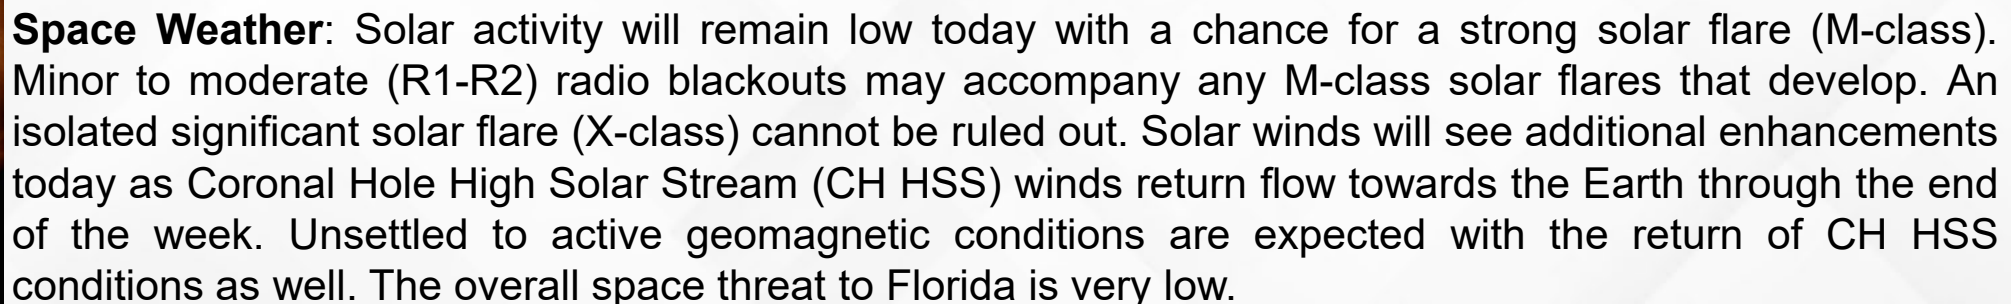 Space Weather: Solar activity will remain low today with a chance for a strong solar flare (M-class).
Minor to moderate (R1-R2) radio blackouts may accompany any M-class solar flares that develop. An
isolated significant solar flare (X-class) cannot be ruled out. Solar winds will see additional enhancements
today as Coronal Hole High Solar Stream (CH HSS) winds return flow towards the Earth through the end
of the week. Unsettled to active geomagnetic conditions are expected with the return of CH HSS
conditions as well. The overall space threat to Florida is very low.